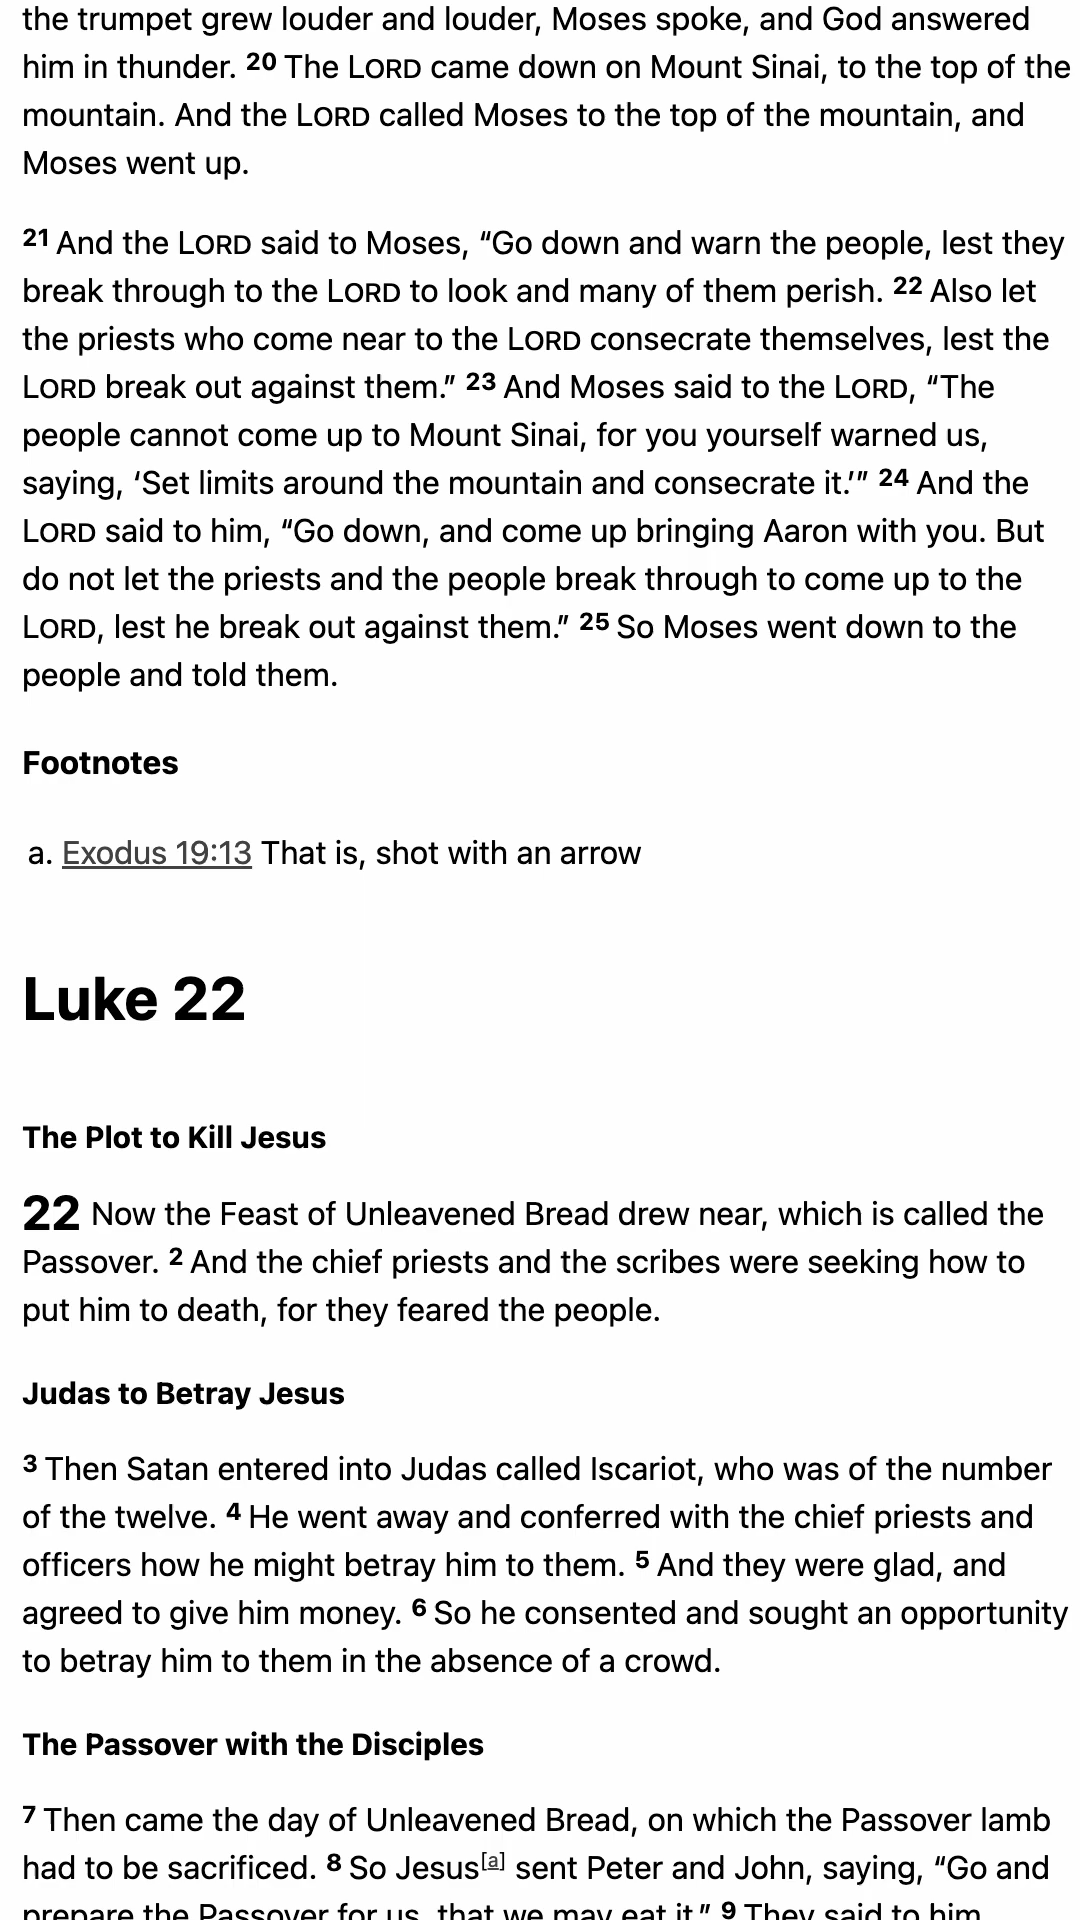 the trumpet grew louder and louder, Moses spoke, and God answered
him in thunder. 20 The LORD came down on Mount Sinai, to the top of the
mountain. And the LORD called Moses to the top of the mountain, and
Moses went up.
21 And the LORD said to Moses, “Go down and warn the people, lest they
break through to the LORD to look and many of them perish. 22 Also let
the priests who come near to the LORD consecrate themselves, lest the
LORD break out against them.” 23 And Moses said to the LORD, “The
people cannot come up to Mount Sinai, for you yourself warned us,
saying, ‘Set limits around the mountain and consecrate it.’” 24 And the
LORD said to him, “Go down, and come up bringing Aaron with you. But
do not let the priests and the people break through to come up to the
LORD, lest he break out against them.” 25 So Moses went down to the
people and told them.
Footnotes
a. Exodus 19:13 That is, shot with an arrow
Luke 22
The Plot to Kill Jesus
22 Now the Feast of Unleavened Bread drew near, which is called the
Passover. 2 And the chief priests and the scribes were seeking how to
put him to death, for they feared the people.
Judas to Betray Jesus
3 Then Satan entered into Judas called Iscariot, who was of the number
of the twelve. 4 He went away and conferred with the chief priests and
officers how he might betray him to them. 5 And they were glad, and
agreed to give him money. 6 So he consented and sought an opportunity
to betray him to them in the absence of a crowd.
The Passover with the Disciples
7 Then came the day of Unleavened Bread, on which the Passover lamb
had to be sacrificed. 8 So Jesus[a] sent Peter and John, saying, “Go and
prepare the Passover for us, that we may eat it.” 9 They said to him,